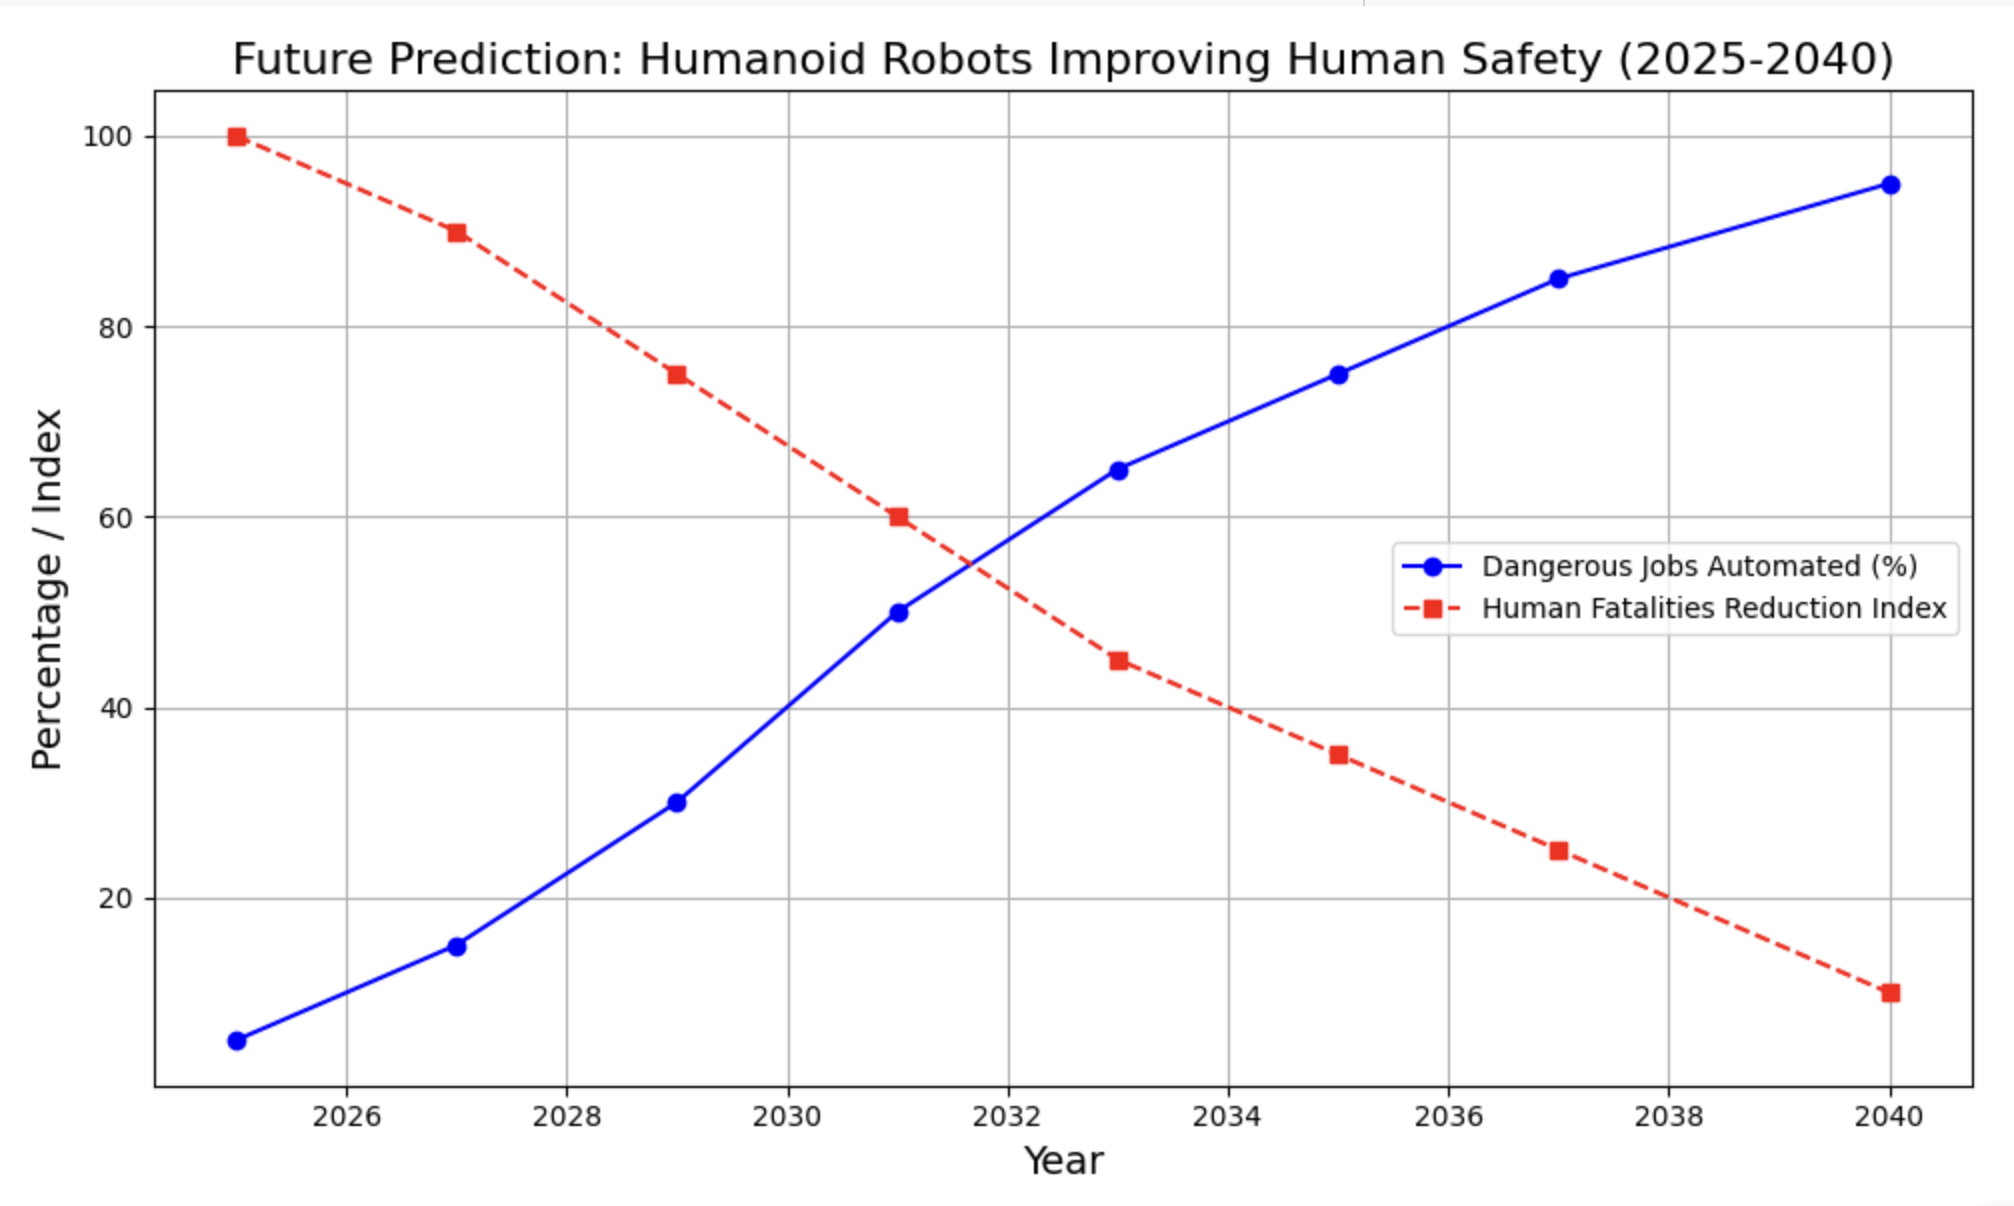 Future Prediction: Humanoid Robots Improving Human Safety (2025-2040)
Percentage / Index
100
80
60
40
20
Dangerous Jobs Automated (%)
Human Fatalities Reduction Index
2026 2028 2030 2032 2034 2036 2038 2040
Year